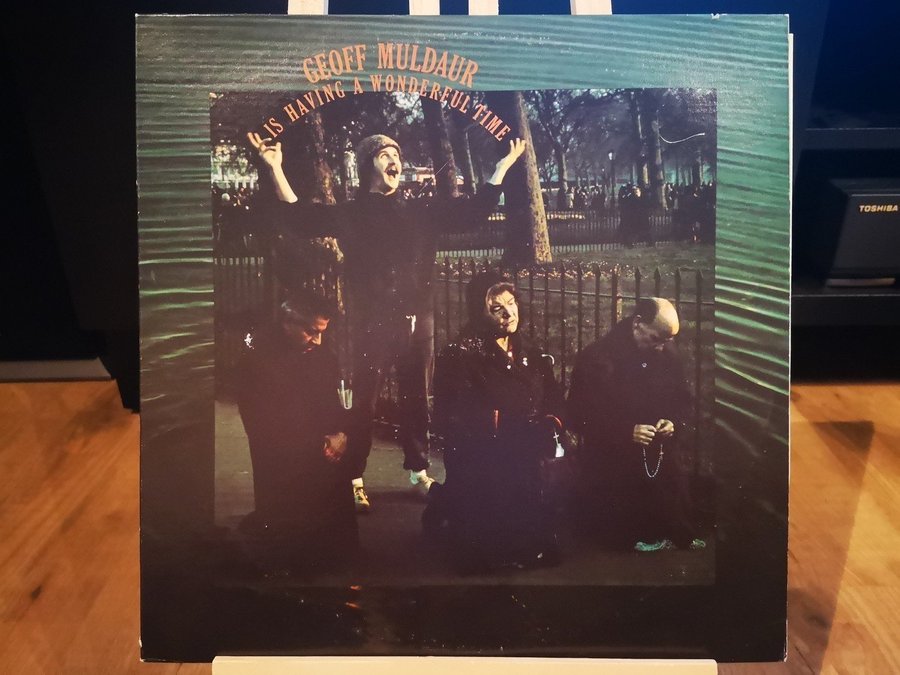 GEOFF MULDAUR
IS HAVING A WONDERFUL TIME
TOSHIBA